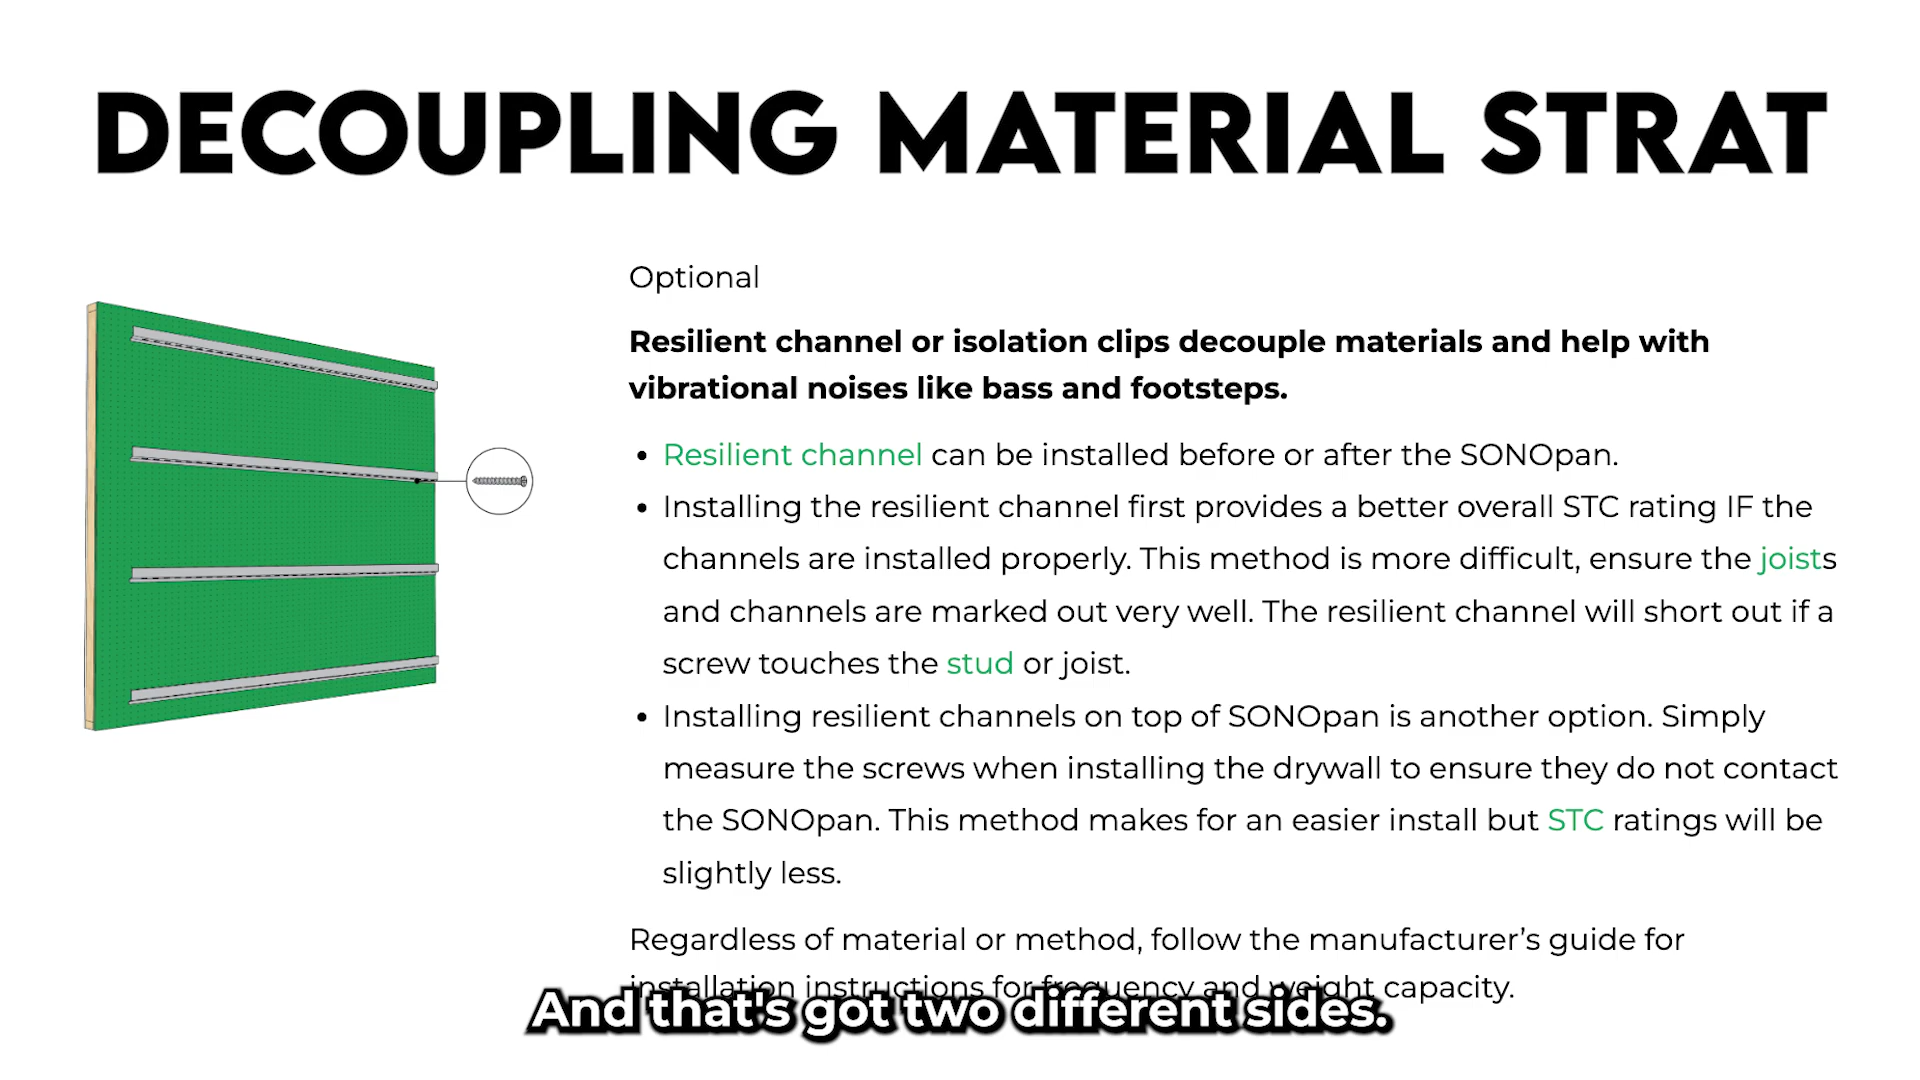 DECOUPLING MATERIAL STRAT
Optional
Resilient channel or isolation clips decouple materials and help with
vibrational noises like bass and footsteps.
• Resilient channel can be installed before or after the SONOpan.
• Installing the resilient channel first provides a better overall STC rating IF the
channels are installed properly. This method is more difficult, ensure the joists
and channels are marked out very well. The resilient channel will short out if a
screw touches the stud or joist.
• Installing resilient channels on top of SONOpan is another option. Simply
measure the screws when installing the drywall to ensure they do not contact
the SONOpan. This method makes for an easier install but STC ratings will be
slightly less.
Regardless of material or method, follow the manufacturer’s guide for
installation instructions for frequency and weight capacity.
And that's got two different sides.